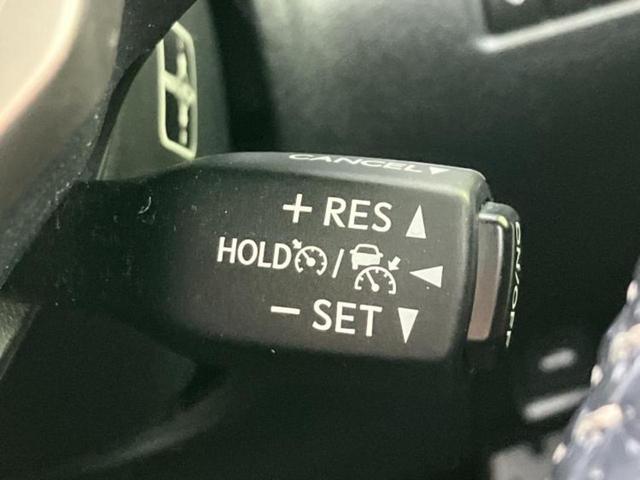 CANCEL▼
+ RES ▲
HOLD / ◀
− SET ▼
ON/OFF